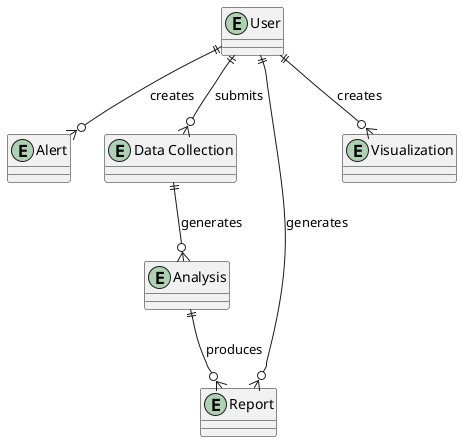 E User
creates
submits
creates
E Alert
E Data Collection
E Visualization
generates
generates
E Analysis
produces
E Report